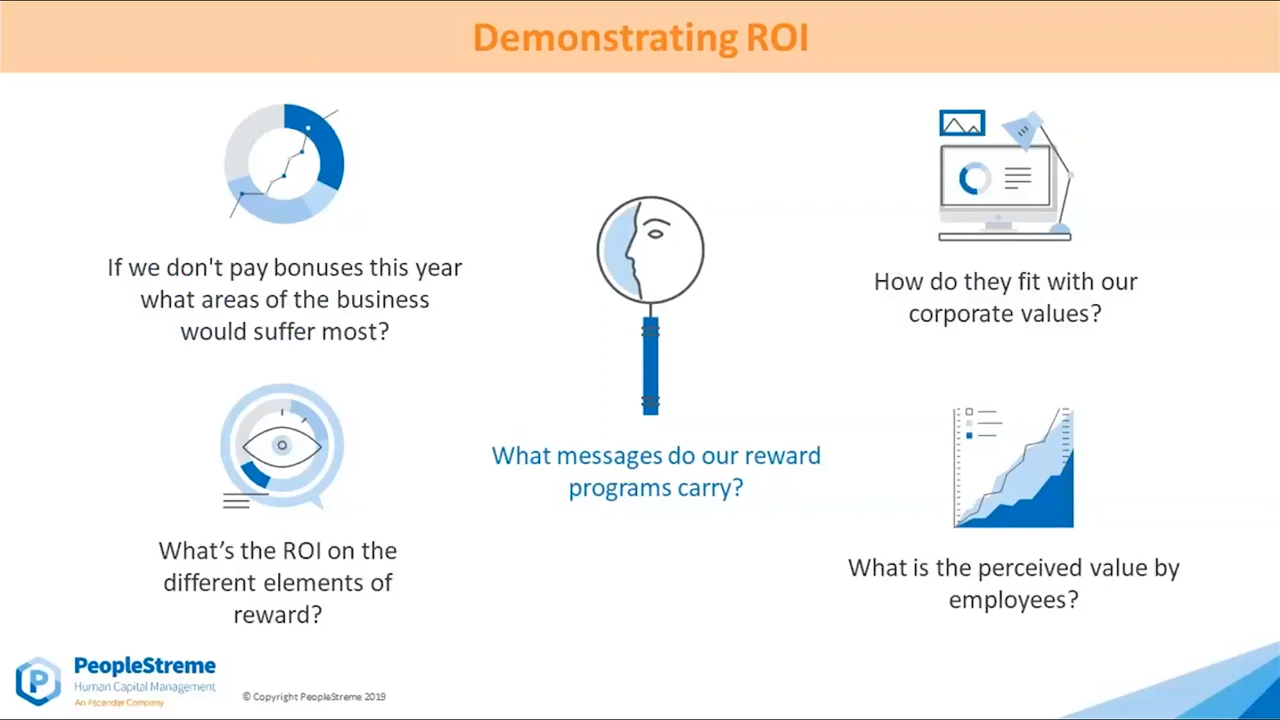 Demonstrating ROI
If we don't pay bonuses this year
what areas of the business
would suffer most?
How do they fit with our
corporate values?
What messages do our reward
programs carry?
What's the ROI on the
different elements of
reward?
What is the perceived value by
employees?
P
PeopleStreme
Human Capital Management
An Ascender Company
© Copyright PeopleStreme 2019